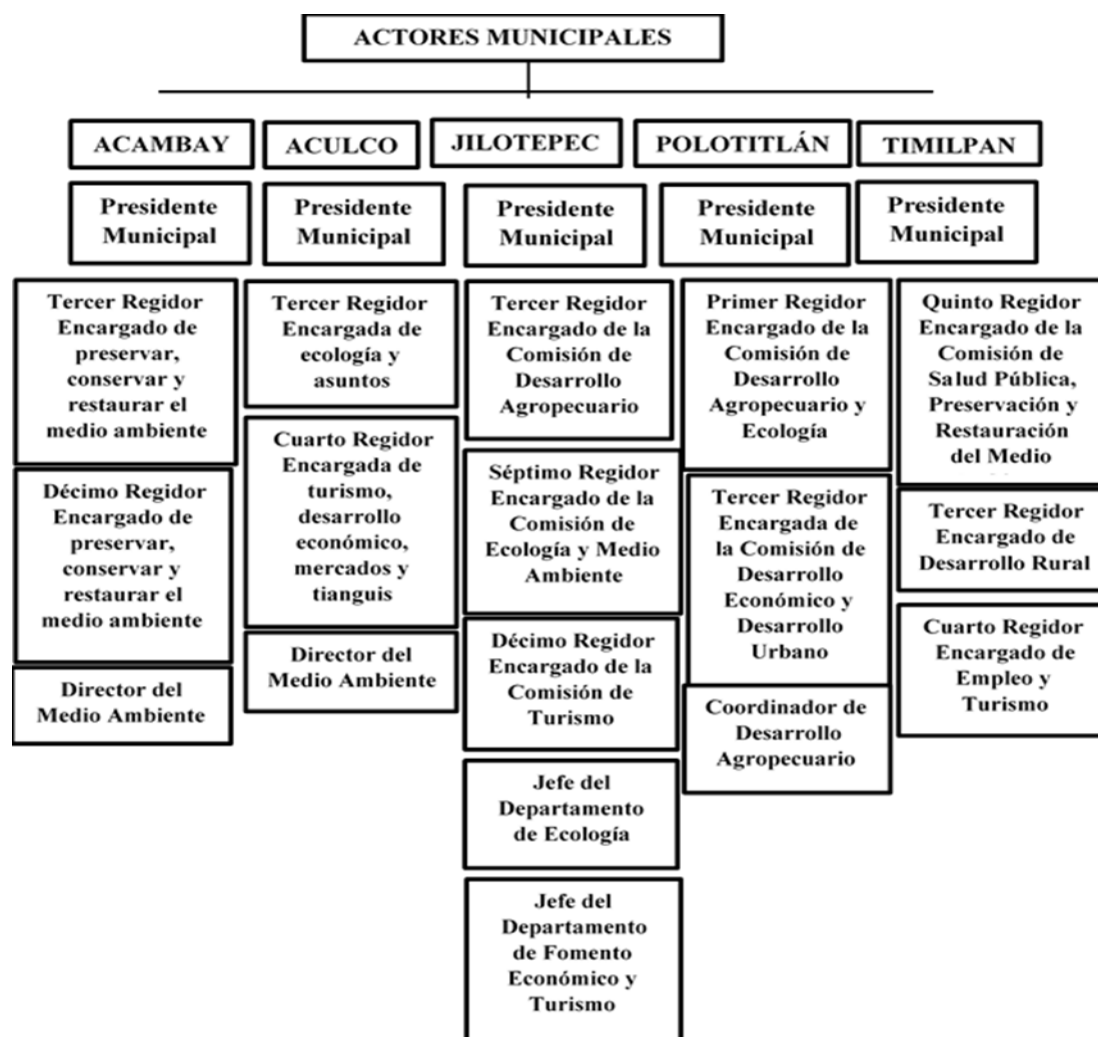 ACTORES MUNICIPALES
ACAMBAY
Presidente
Municipal
Tercer Regidor
Encargado de
preservar,
conservar y
restaurar el
medio ambiente
Décimo Regidor
Encargado de
preservar,
conservar y
restaurar el
medio ambiente
Director del
Medio Ambiente
ACULCO
Presidente
Municipal
Tercer Regidor
Encargada de
ecología y
asuntos
Cuarto Regidor
Encargada de
turismo,
desarrollo
económico,
mercados y
tianguis
Director del
Medio Ambiente
JILOTEPEC
Presidente
Municipal
Tercer Regidor
Encargado de la
Comisión de
Desarrollo
Agropecuario
Séptimo Regidor
Encargado de la
Comisión de
Ecología y Medio
Ambiente
Décimo Regidor
Encargado de la
Comisión de
Turismo
Jefe del
Departamento
de Ecología
Jefe del
Departamento
de Fomento
Económico y
Turismo
POLOTITLÁN
Presidente
Municipal
Primer Regidor
Encargado de la
Comisión de
Desarrollo
Agropecuario y
Ecología
Tercer Regidor
Encargada de
la Comisión de
Desarrollo
Económico y
Desarrollo
Urbano
Coordinador de
Desarrollo
Agropecuario
TIMILPAN
Presidente
Municipal
Quinto Regidor
Encargado de la
Comisión de
Salud Pública,
Preservación y
Restauración
del Medio
Tercer Regidor
Encargado de
Desarrollo Rural
Cuarto Regidor
Encargado de
Empleo y
Turismo